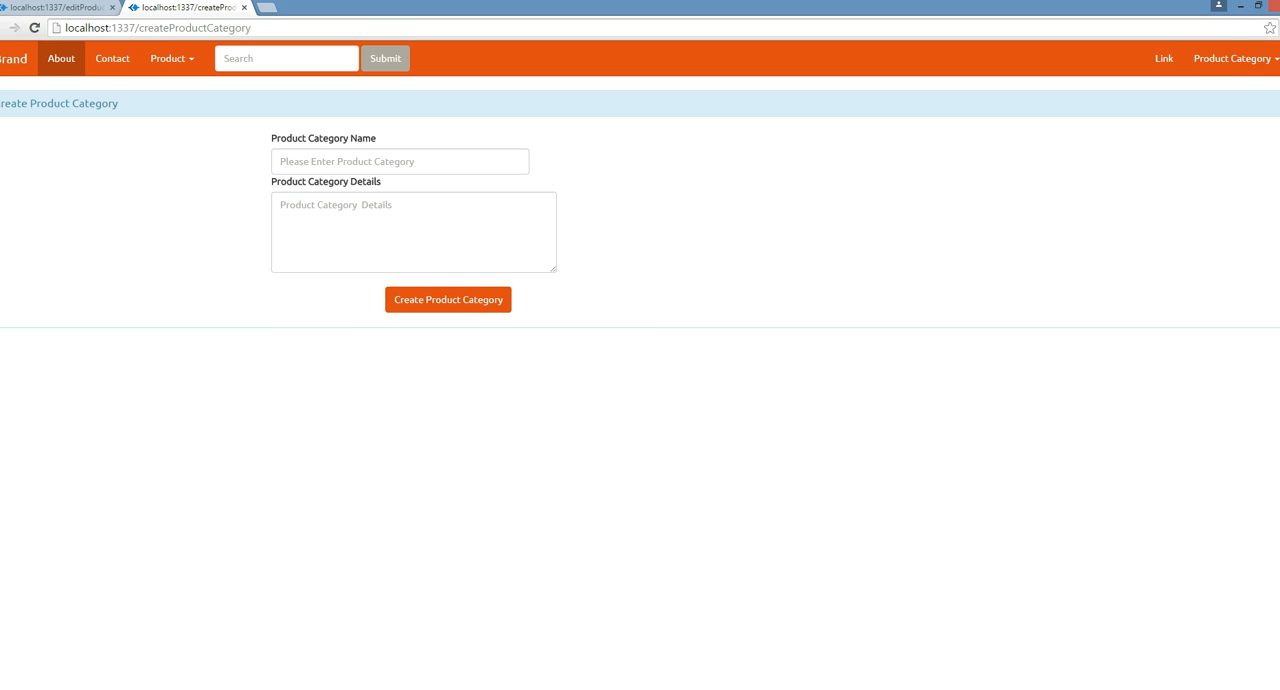 localhost:1337/editProdu localhost:1337/createProd
localhost:1337/createProductCategory
rand About Contact Product Search Submit Link Product Category
reate Product Category
Product Category Name
Please Enter Product Category
Product Category Details
Product Category Details
Create Product Category